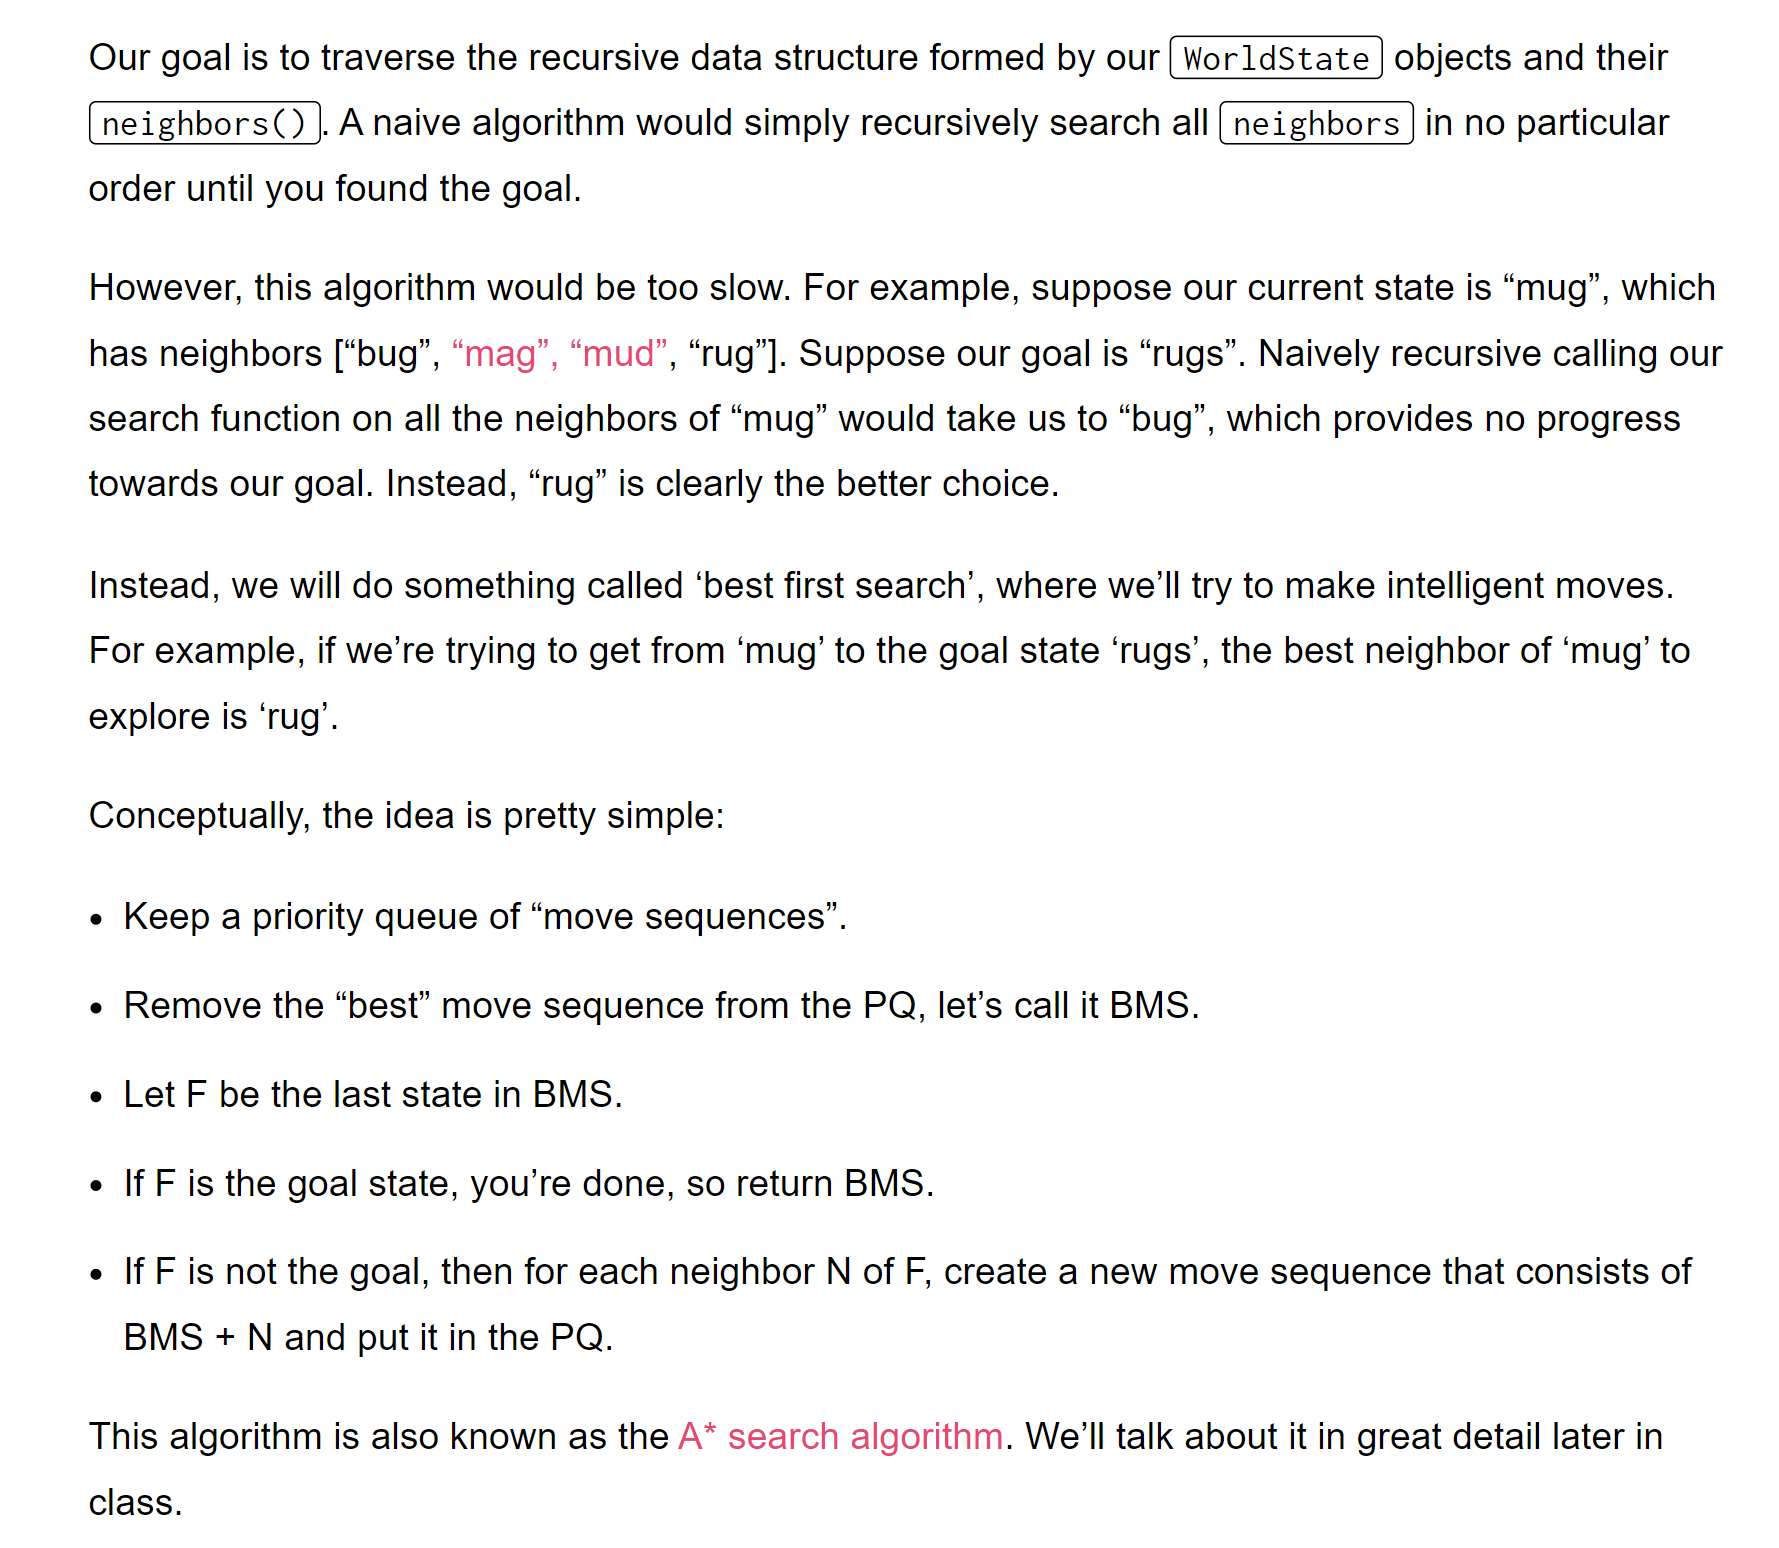 Our goal is to traverse the recursive data structure formed by our WorldState objects and their
neighbors(). A naive algorithm would simply recursively search all neighbors in no particular
order until you found the goal.
However, this algorithm would be too slow. For example, suppose our current state is “mug”, which
has neighbors [“bug”, “mag”, “mud”, “rug”]. Suppose our goal is “rugs”. Naively recursive calling our
search function on all the neighbors of “mug” would take us to “bug”, which provides no progress
towards our goal. Instead, “rug” is clearly the better choice.
Instead, we will do something called ‘best first search’, where we’ll try to make intelligent moves.
For example, if we’re trying to get from ‘mug’ to the goal state ‘rugs’, the best neighbor of ‘mug’ to
explore is ‘rug’.
Conceptually, the idea is pretty simple:
• Keep a priority queue of “move sequences”.
• Remove the “best” move sequence from the PQ, let’s call it BMS.
• Let F be the last state in BMS.
• If F is the goal state, you’re done, so return BMS.
• If F is not the goal, then for each neighbor N of F, create a new move sequence that consists of
BMS + N and put it in the PQ.
This algorithm is also known as the A* search algorithm. We’ll talk about it in great detail later in
class.